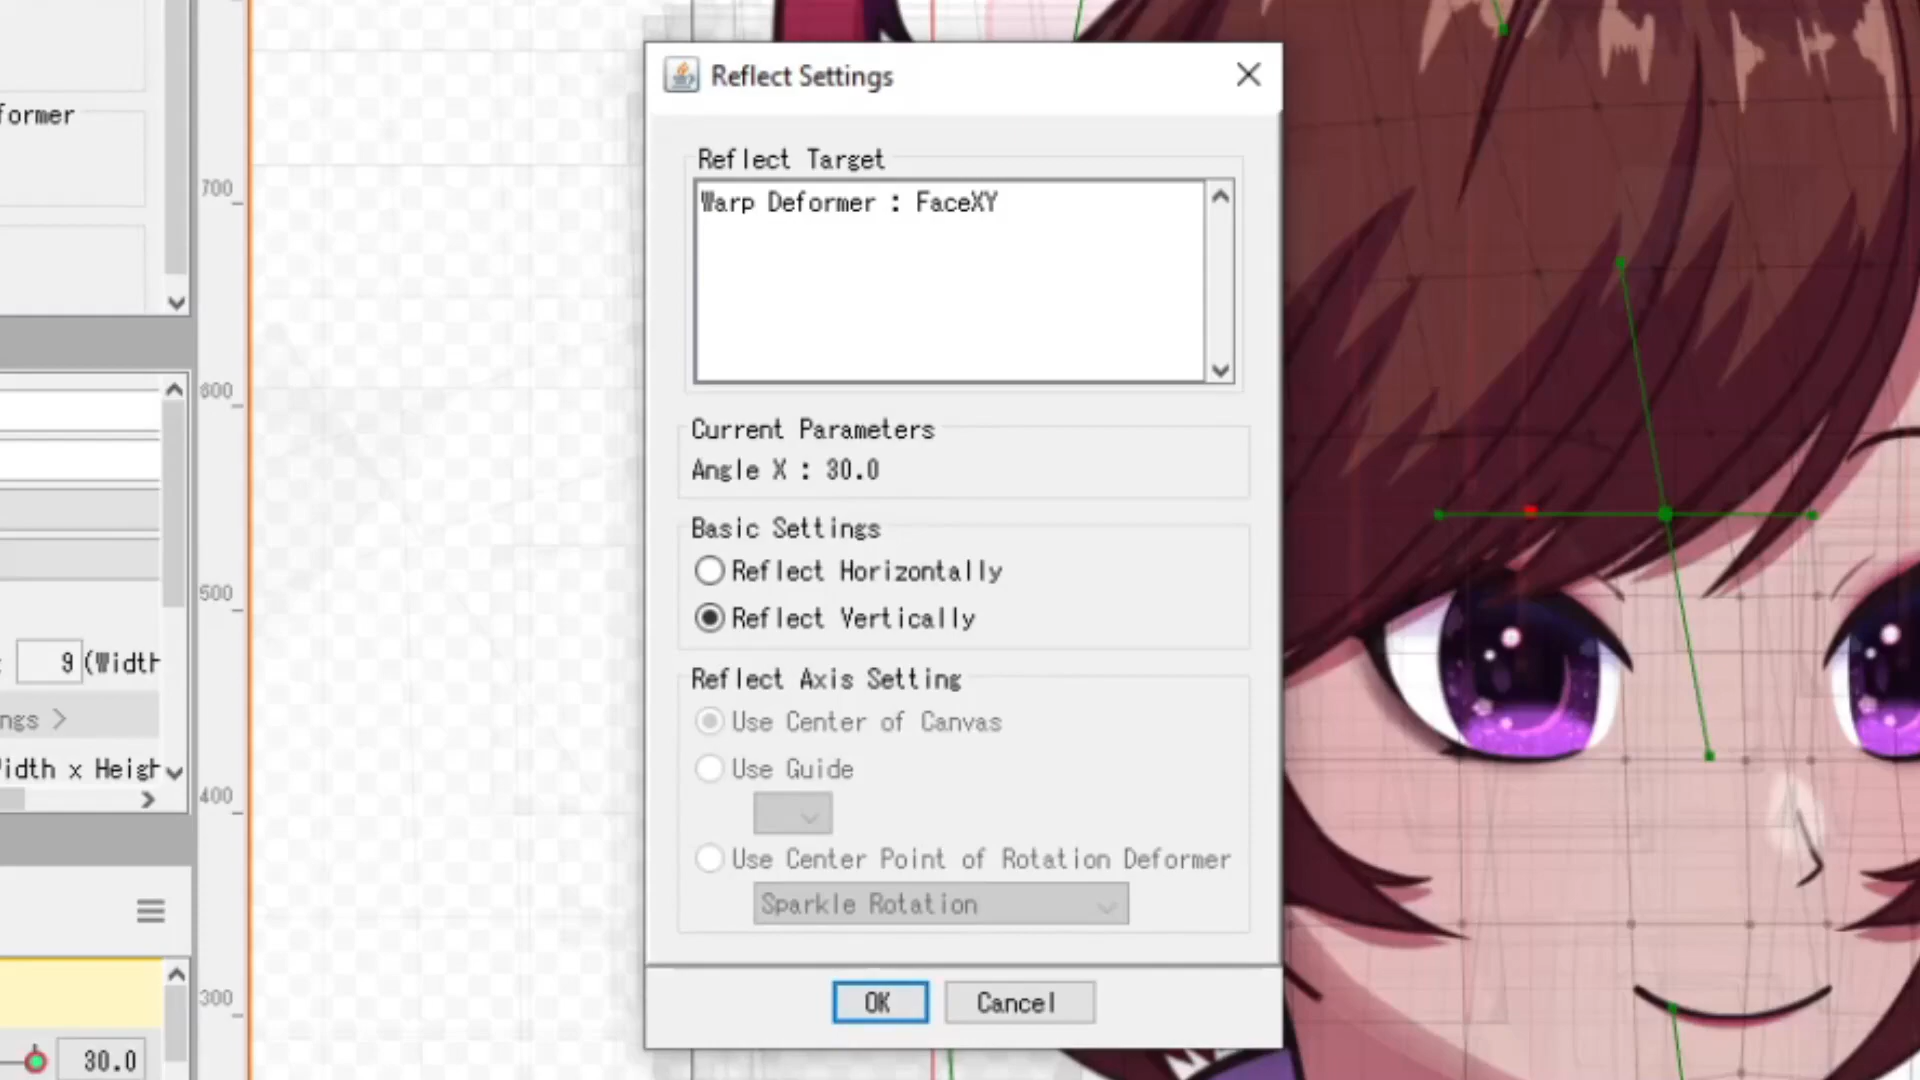 Reflect Settings
former
Reflect Target
Warp Deformer : FaceXY
700
600
Current Parameters
Angle X : 30.0
Basic Settings
Reflect Horizontally
500
Reflect Vertically
9 (Width
Reflect Axis Setting
ngs >
Use Center of Canvas
Width x Heigh
Use Guide
400
Use Center Point of Rotation Deformer
Sparkle Rotation
300
OK
Cancel
30.0